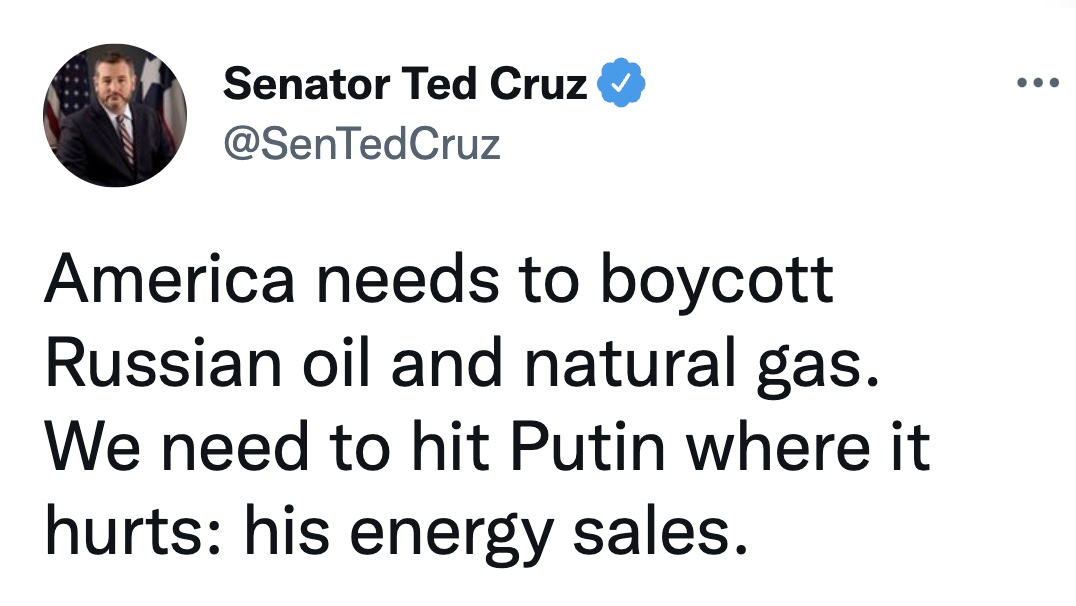 Senator Ted Cruz
@SenTedCruz
America needs to boycott
Russian oil and natural gas.
We need to hit Putin where it
hurts: his energy sales.